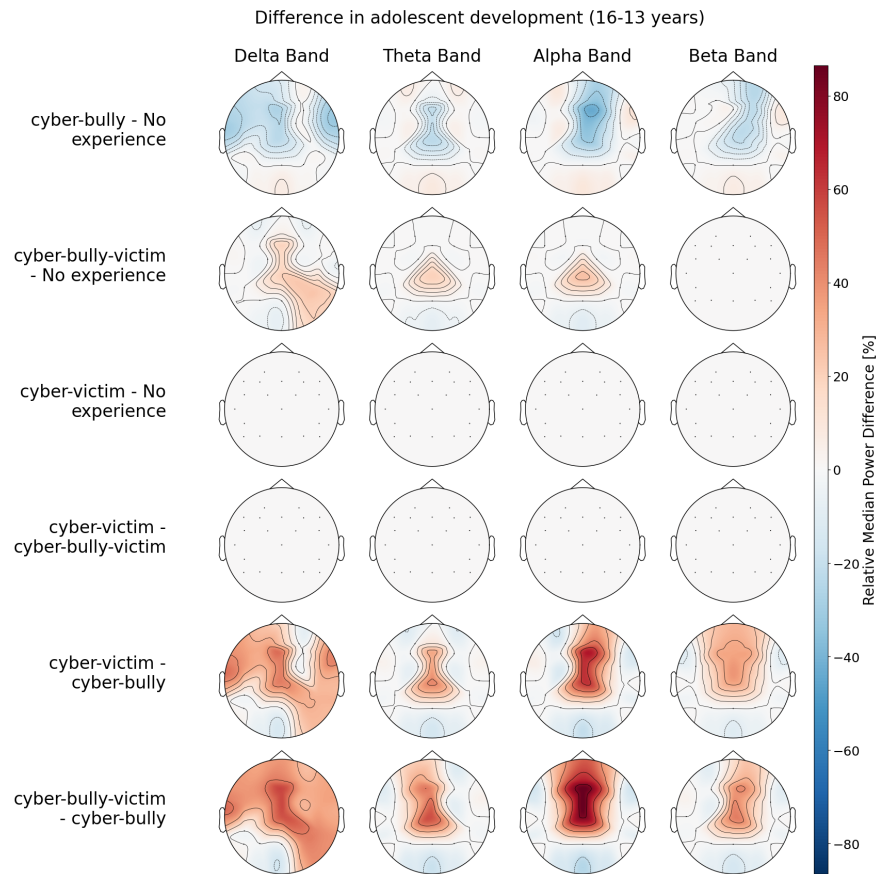 Difference in adolescent development (16-13 years)
Delta Band
Theta Band
Alpha Band
Beta Band
cyber-bully - No
experience
cyber-bully-victim
- No experience
cyber-victim - No
experience
cyber-victim -
cyber-bully-victim
cyber-victim -
cyber-bully
cyber-bully-victim
- cyber-bully
80
60
40
20
0
−20
−40
−60
−80
Relative Median Power Difference [%]